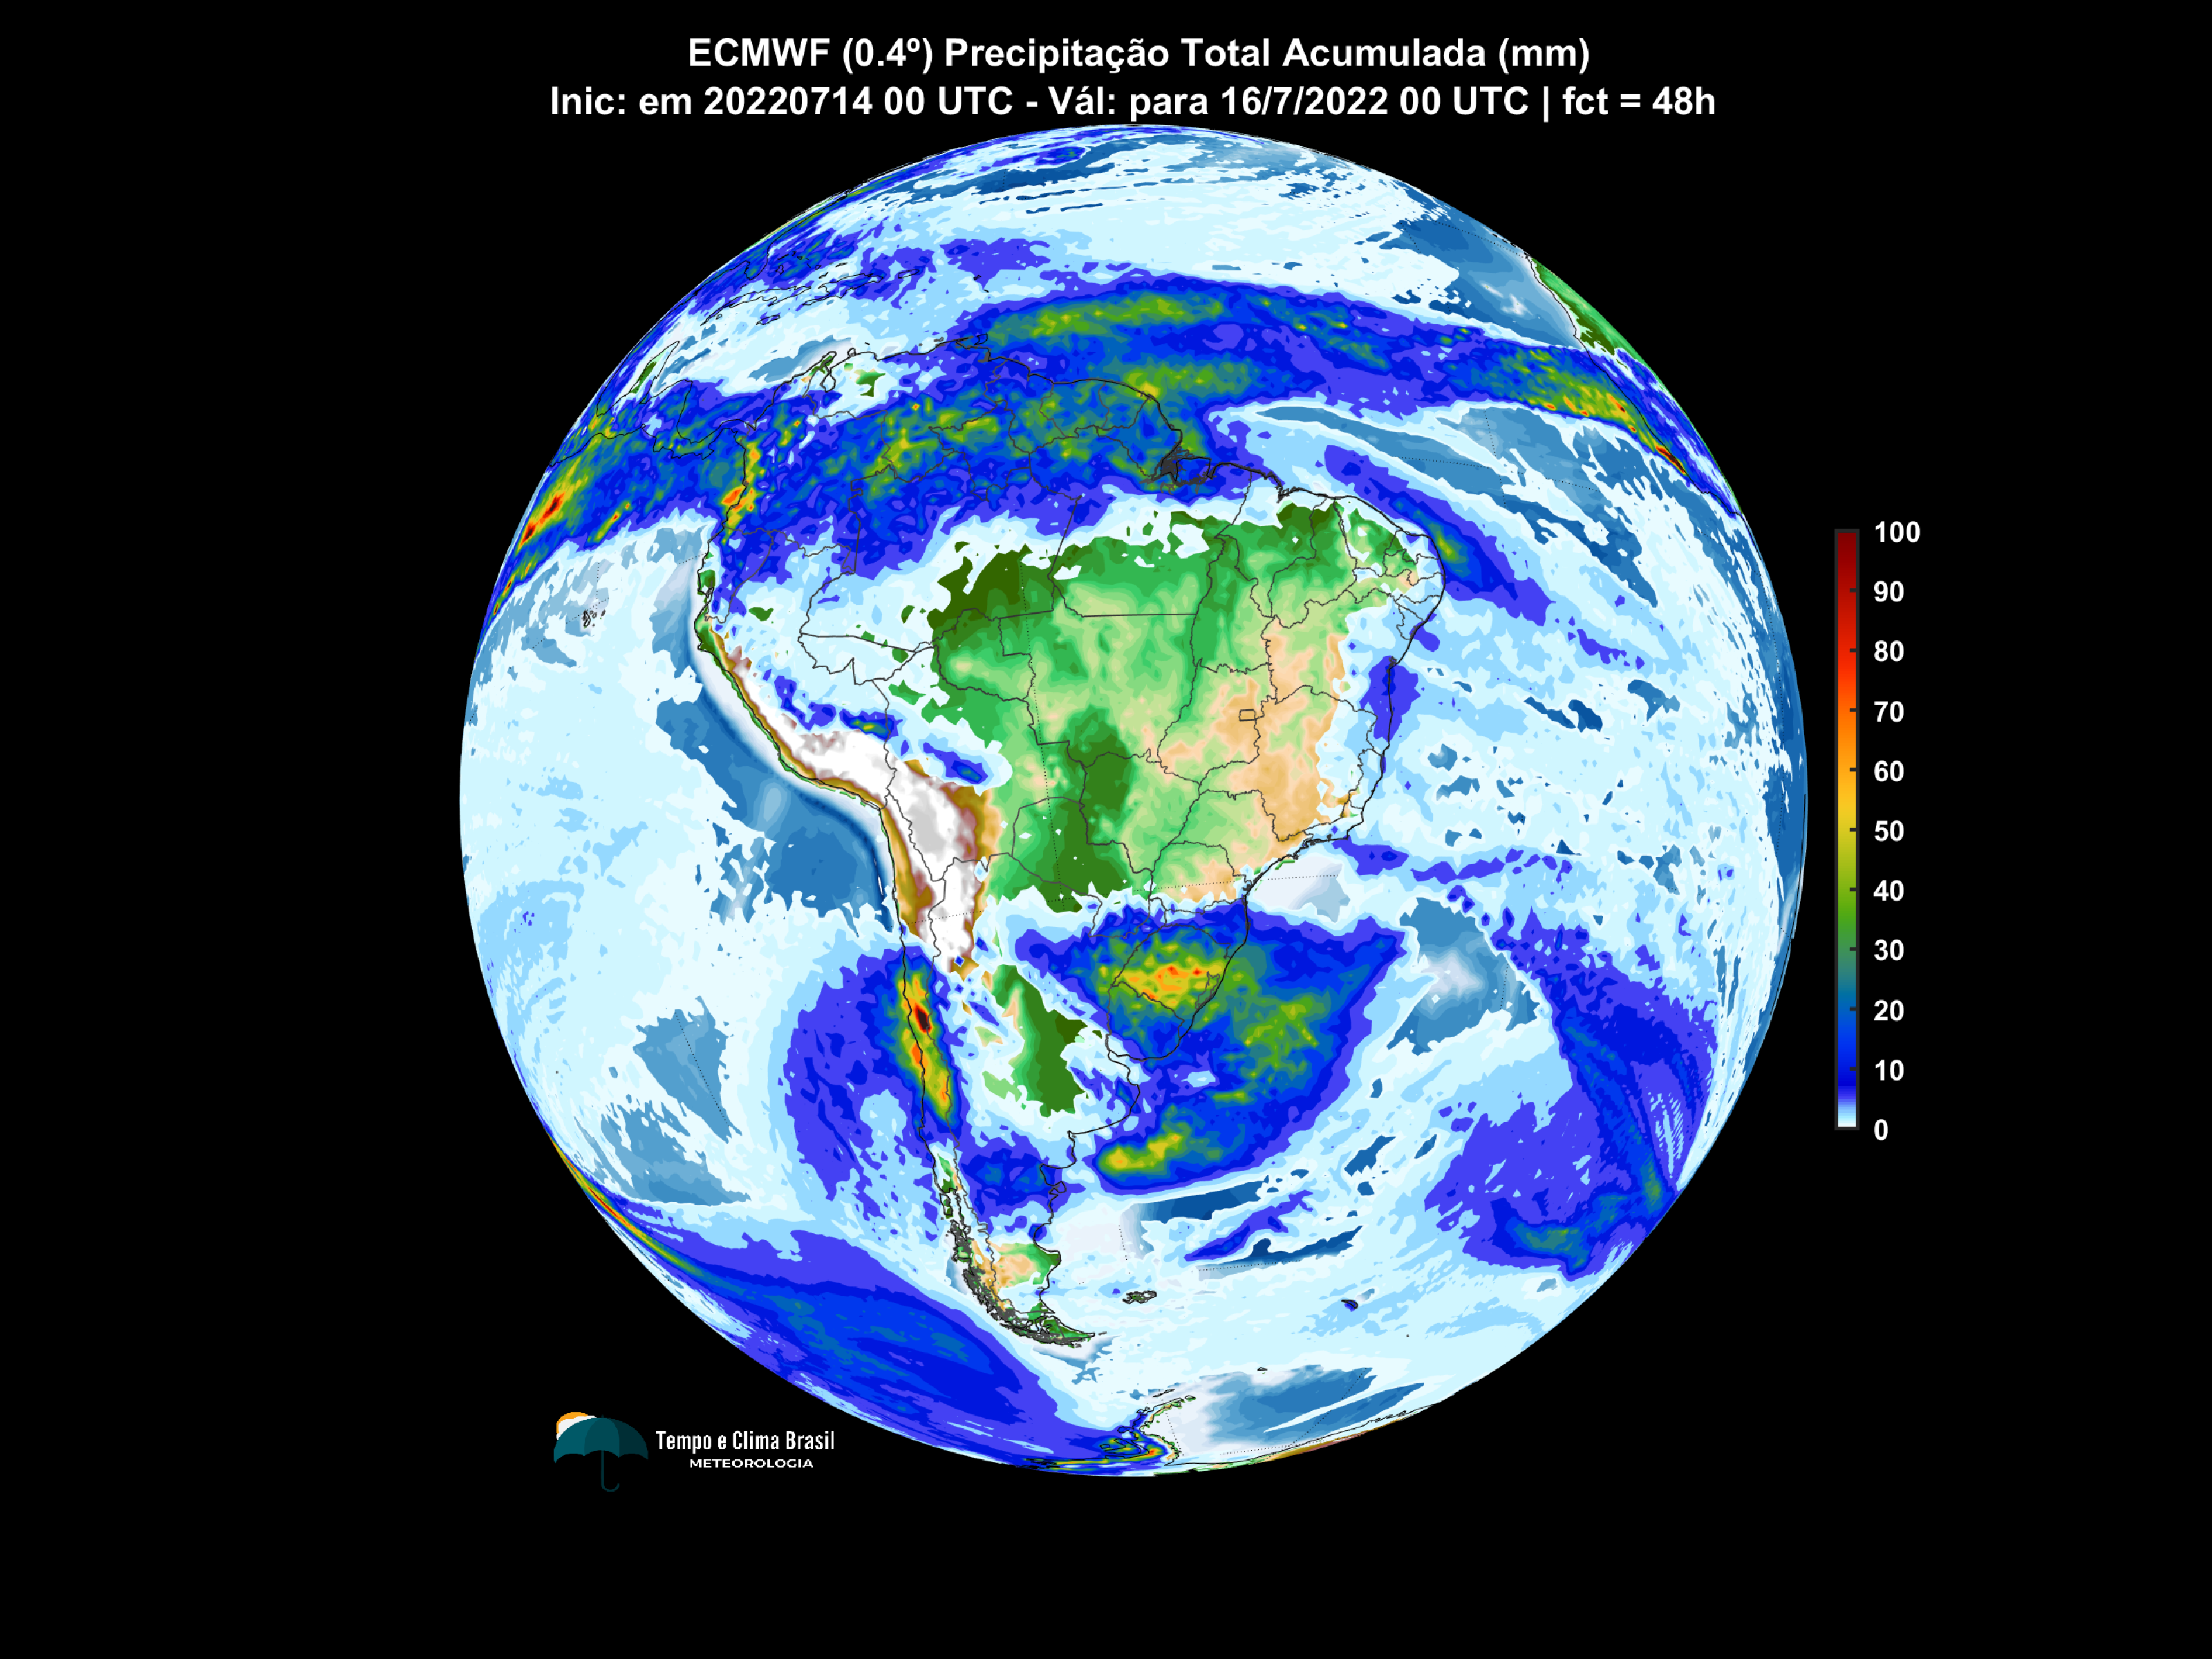 ECMWF (0.4º) Precipitação Total Acumulada (mm)
Inic: em 20220714 00 UTC - Vál: para 16/7/2022 00 UTC | fct = 48h
100
90
80
70
60
50
40
30
20
10
0
Tempo e Clima Brasil
METEOROLOGIA